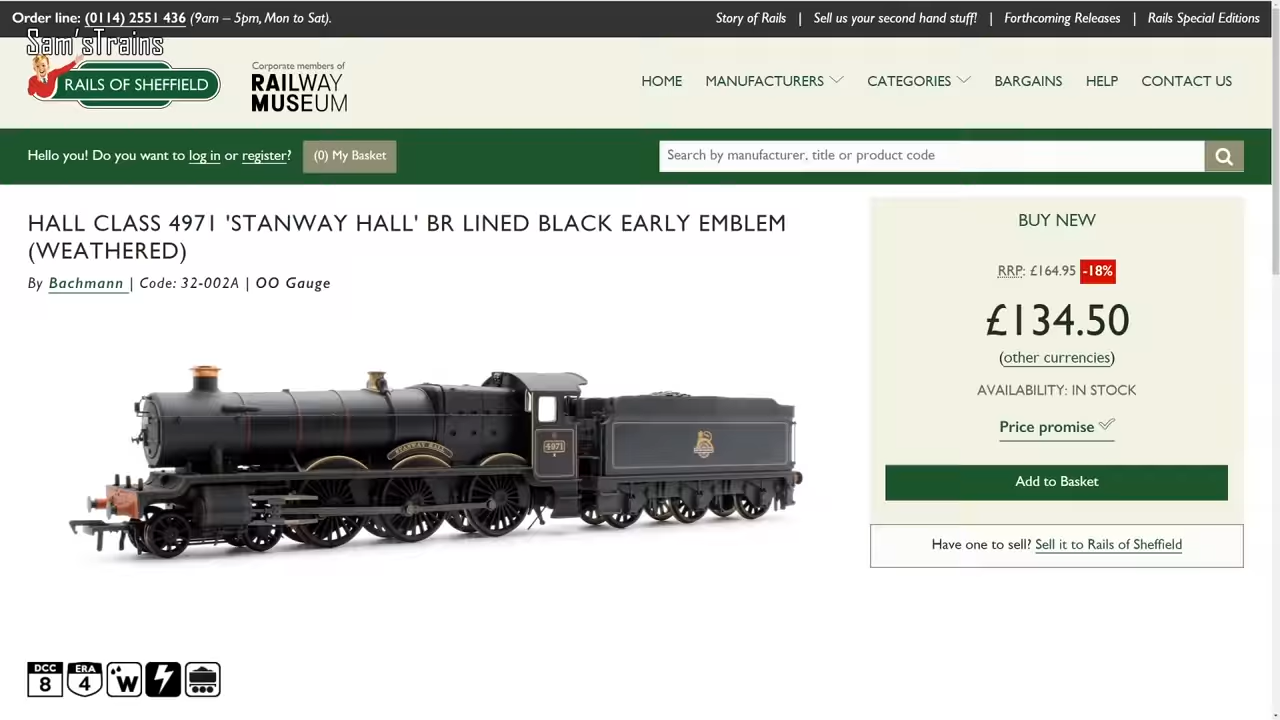 Order line: (0114) 2551 436 (9am – 5pm, Mon to Sat).
Story of Rails | Sell us your second hand stuff! | Forthcoming Releases | Rails Special Editions
Sam'sTrains
RAILS OF SHEFFIELD
Corporate members of
RAILWAY
MUSEUM
HOME MANUFACTURERS CATEGORIES BARGAINS HELP CONTACT US
Hello you! Do you want to log in or register?
(0) My Basket
Search by manufacturer, title or product code
HALL CLASS 4971 'STANWAY HALL' BR LINED BLACK EARLY EMBLEM
(WEATHERED)
By Bachmann | Code: 32-002A | OO Gauge
STANWAY HALL
4971
BUY NEW
RRP: £164.95 -18%
£134.50
(other currencies)
AVAILABILITY: IN STOCK
Price promise
Add to Basket
Have one to sell? Sell it to Rails of Sheffield
DCC
8
ERA
4
W